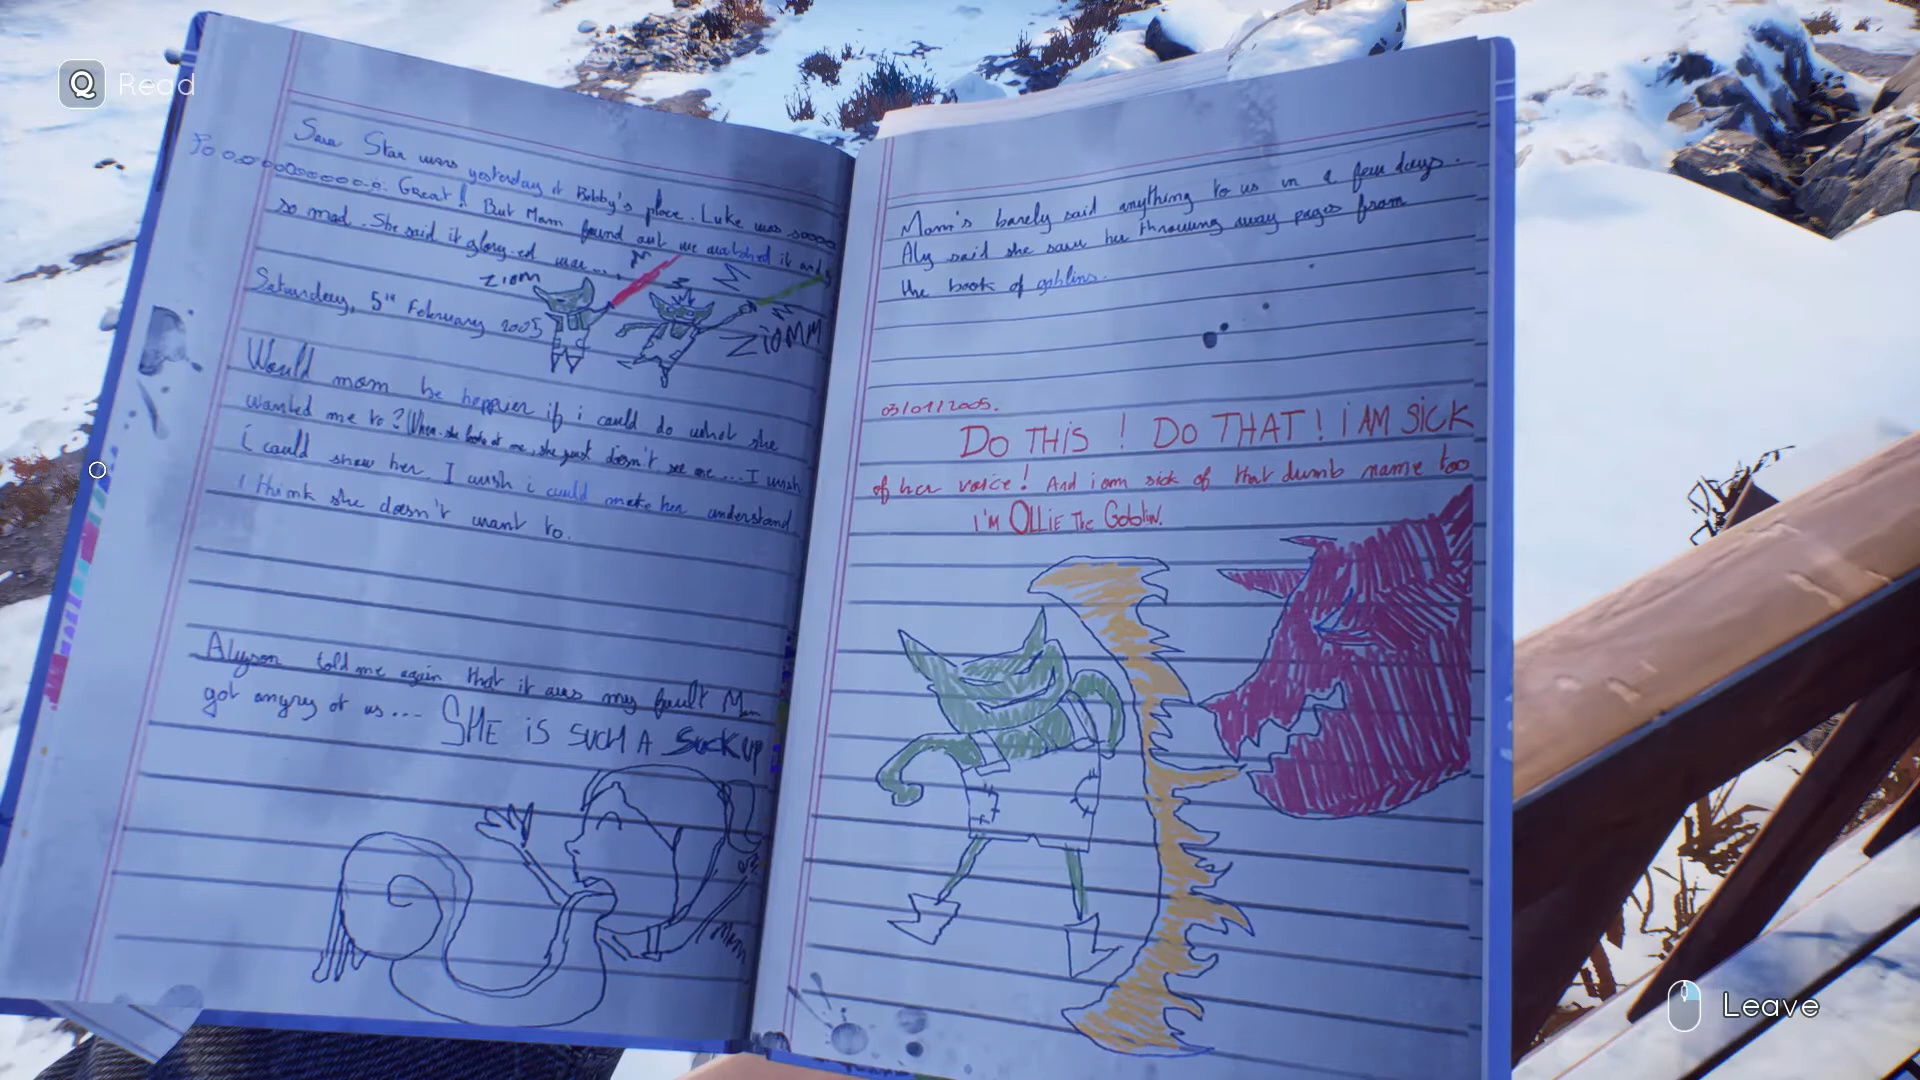 Read
Saw Star wars yesterday at Bobby's place. Luke was soooo
Great! But Mom found out we watched it and
so mad. She said it glory-ed war...
ZIOM
ZIOMM
Saturday, 5th February 2005
Would mom be heppier if i could do what she
wanted me to? When she looks at me, she just doesn't see me... I wish
i could show her. I wish i could make her understand
I think she doesn't want to.
Alyson told me again that it was my fault Mom
got angry at us... SHE IS SUCH A SUCK UP
Mom's barely said anything to us in a few days.
Aly said she saw her throwing away pages from
the book of goblins.
03/01/2005.
DO THIS! DO THAT! I AM SICK
of her voice! And i am sick of that dumb name too
I'M OLLIE The Goblin.
Leave